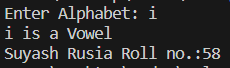 Enter Alphabet: i
i is a Vowel
Suyash Rusia Roll no.:58